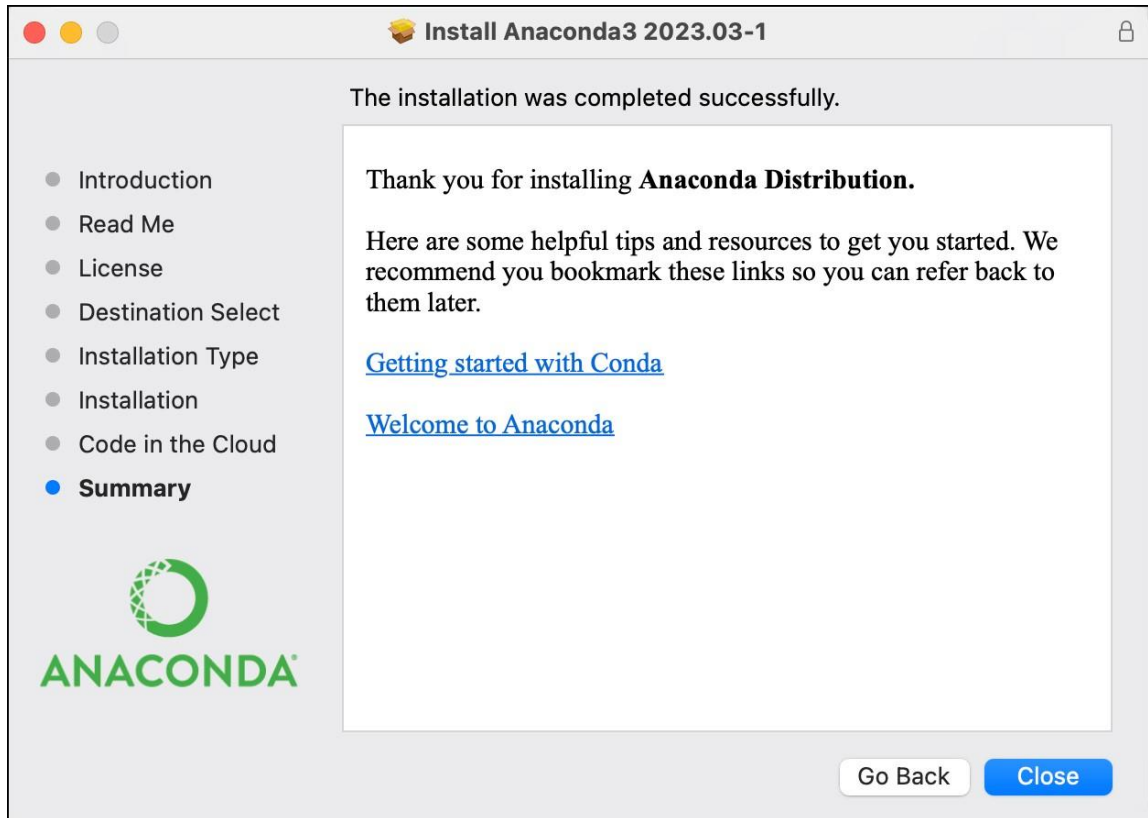 Install Anaconda3 2023.03-1
The installation was completed successfully.
Introduction
Read Me
License
Destination Select
Installation Type
Installation
Code in the Cloud
Summary
ANACONDA
Thank you for installing Anaconda Distribution.
Here are some helpful tips and resources to get you started. We
recommend you bookmark these links so you can refer back to
them later.
Getting started with Conda
Welcome to Anaconda
Go Back
Close